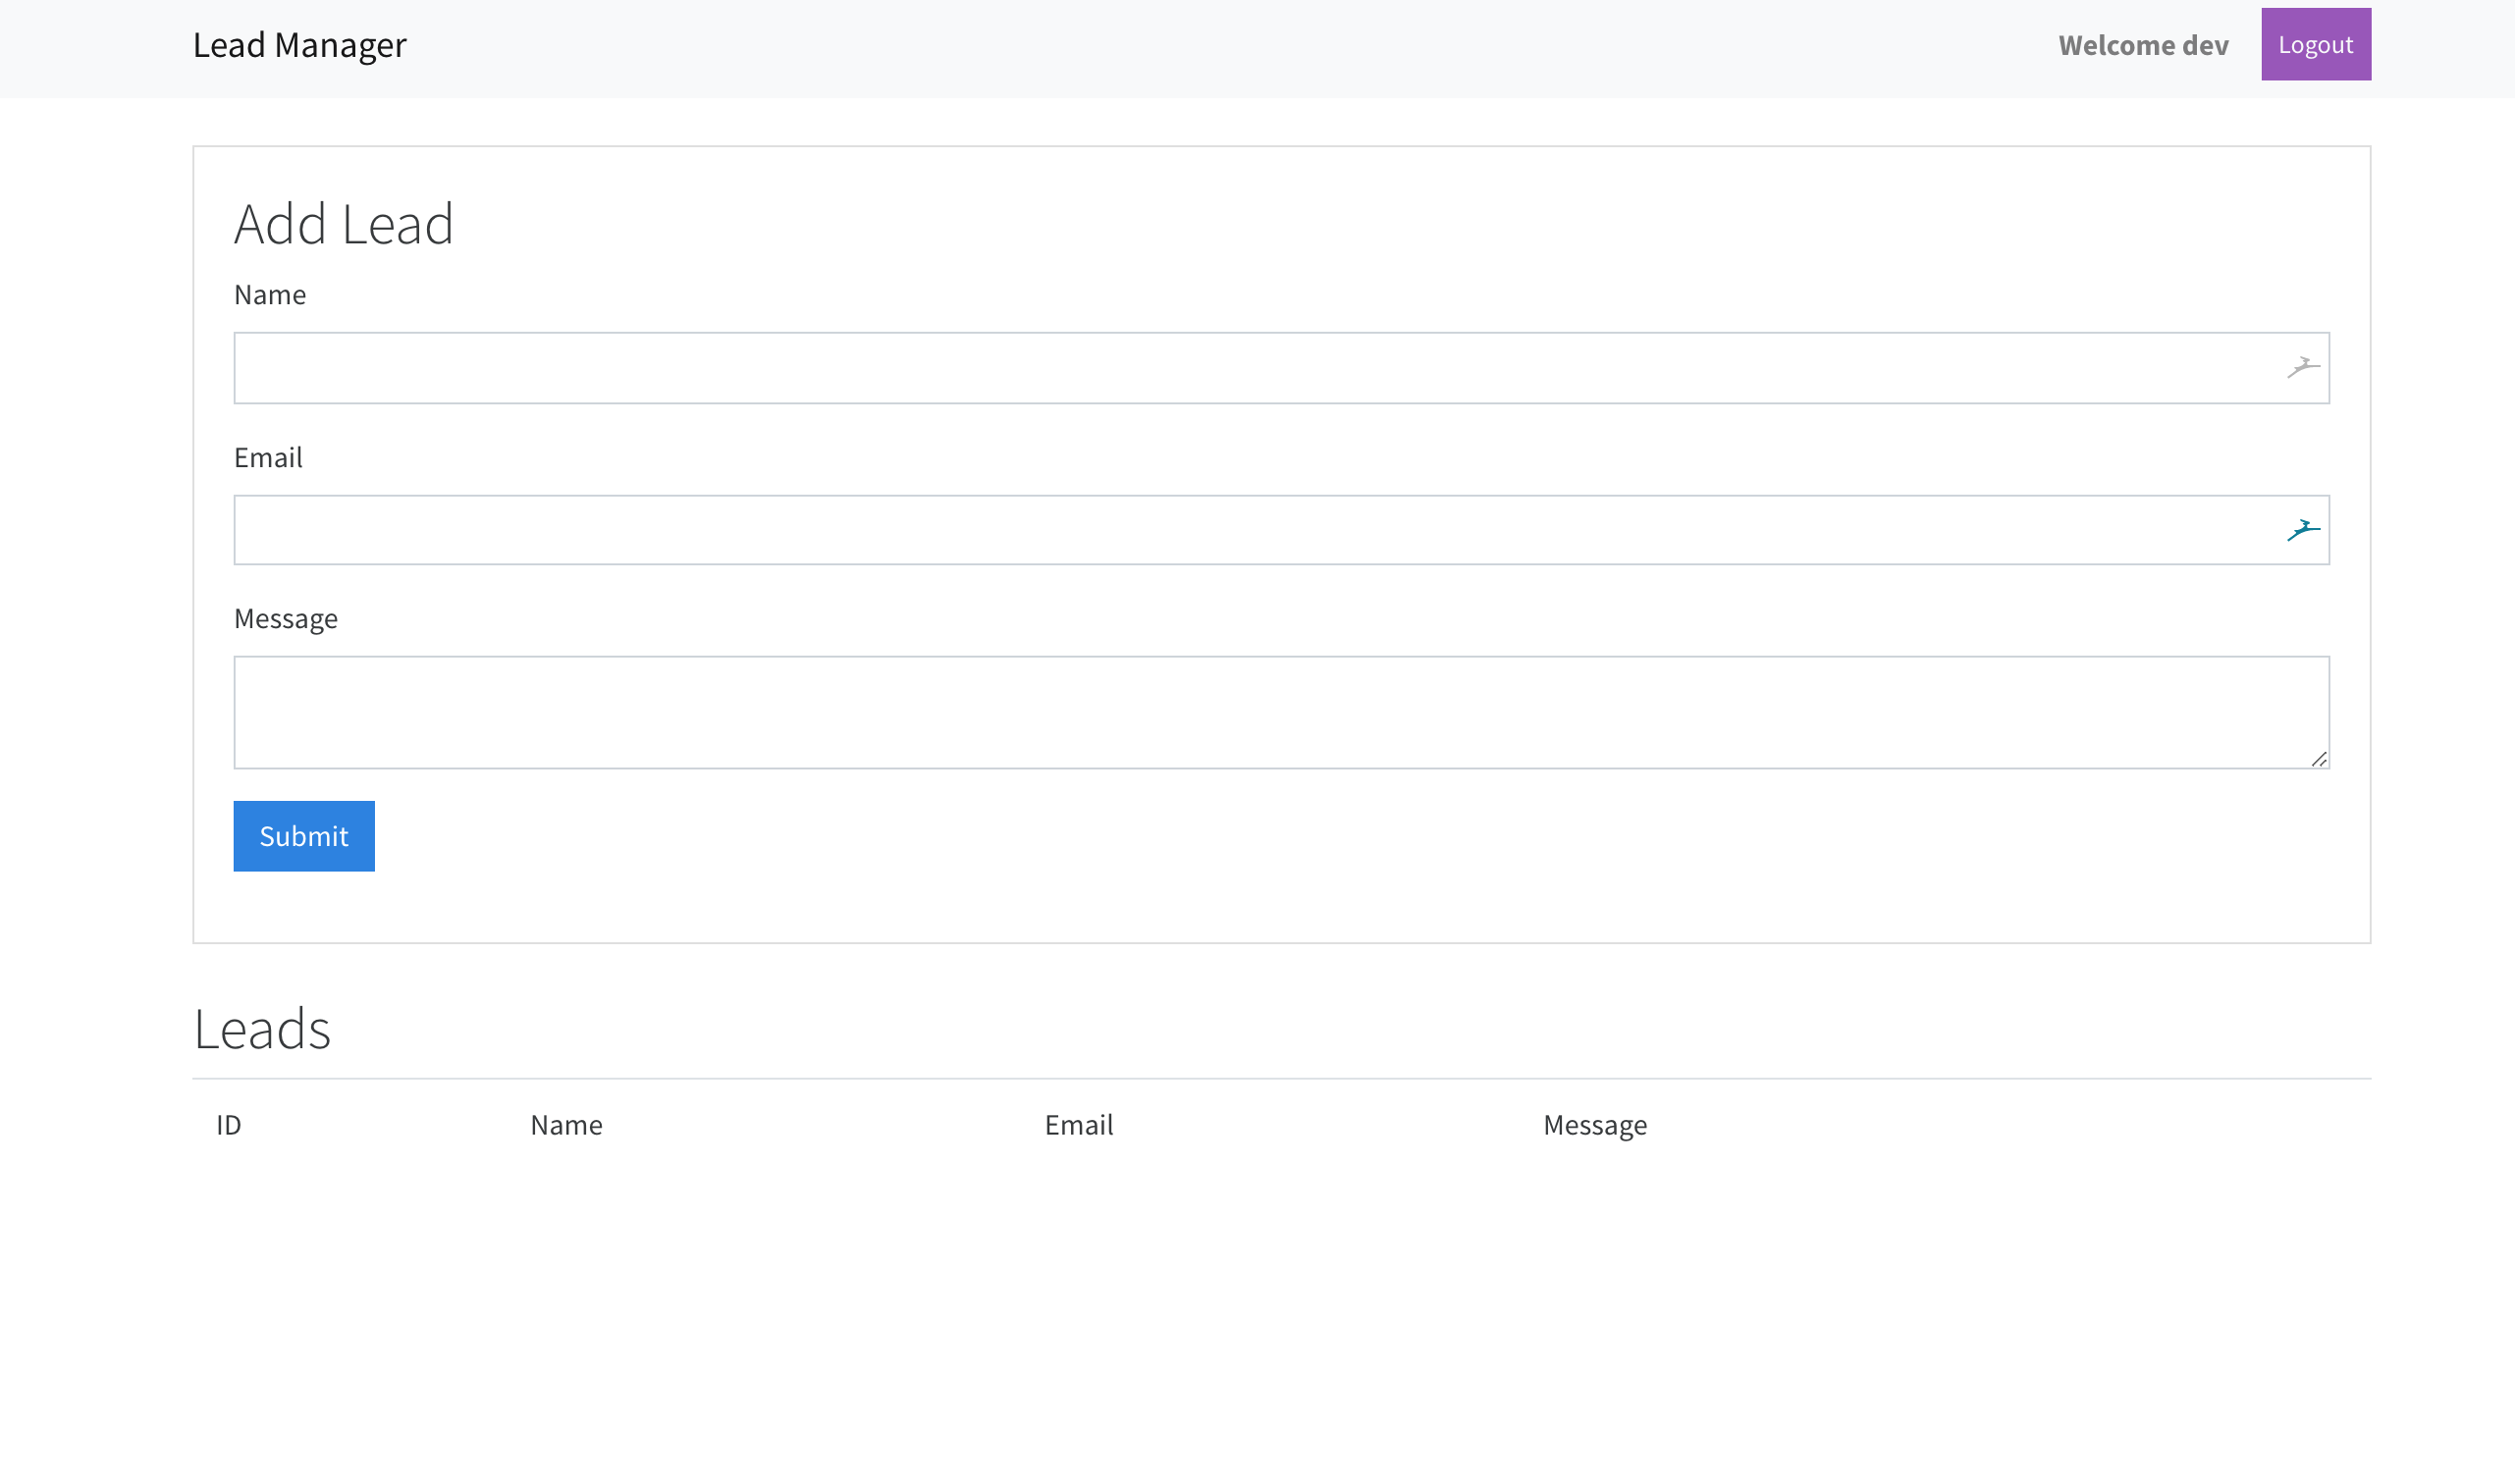 Lead Manager Welcome dev Logout
Add Lead
Name
Email
Message
Submit
Leads
ID Name Email Message